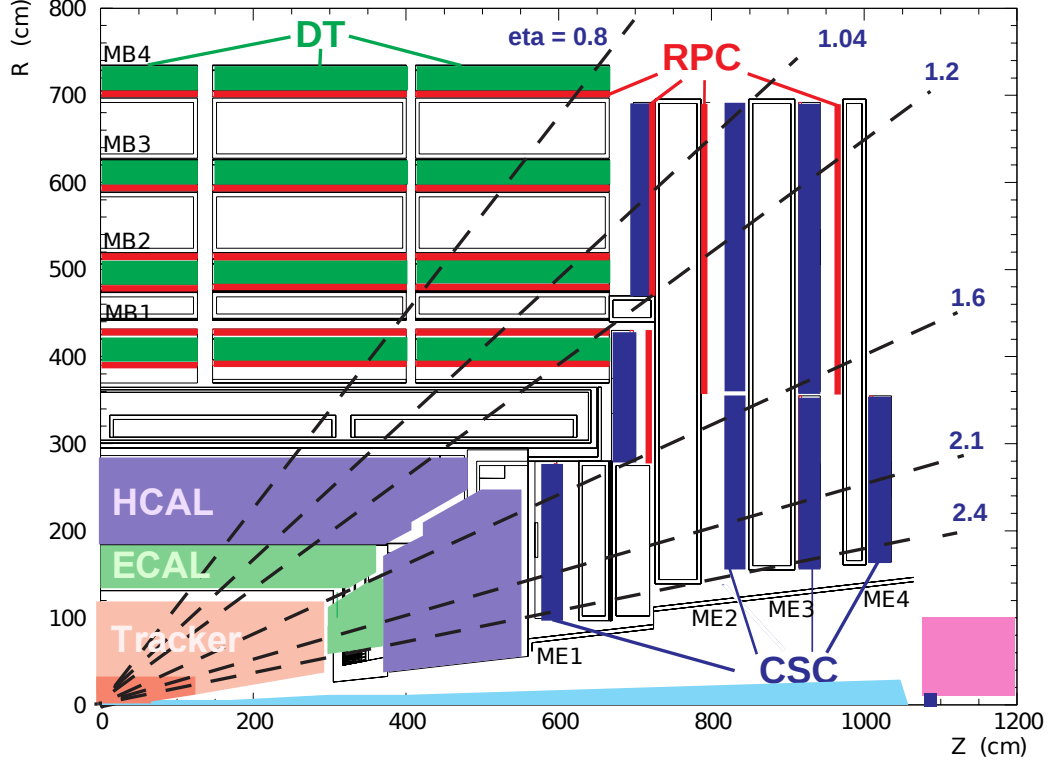 800
R (cm)
DT
eta = 0.8
1.04
MB4
RPC
1.2
700
MB3
600
MB2
500
MB1
1.6
400
300
2.1
HCAL
2.4
200
ECAL
100
Tracker
ME1
ME2
ME3
ME4
CSC
0
0
200
400
600
800
1000
1200
Z (cm)